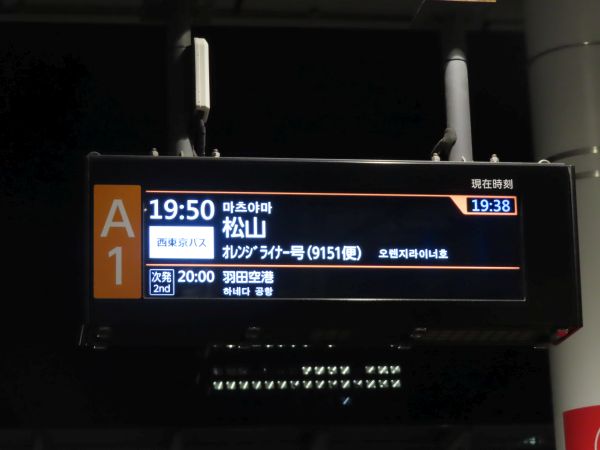 現在時刻
19:38
A
1
19:50 마츠야마
松山
西東京バス
オレンジライナー号(9151便) 오렌지라이너호
次発 20:00 羽田空港
2nd 하네다 공항